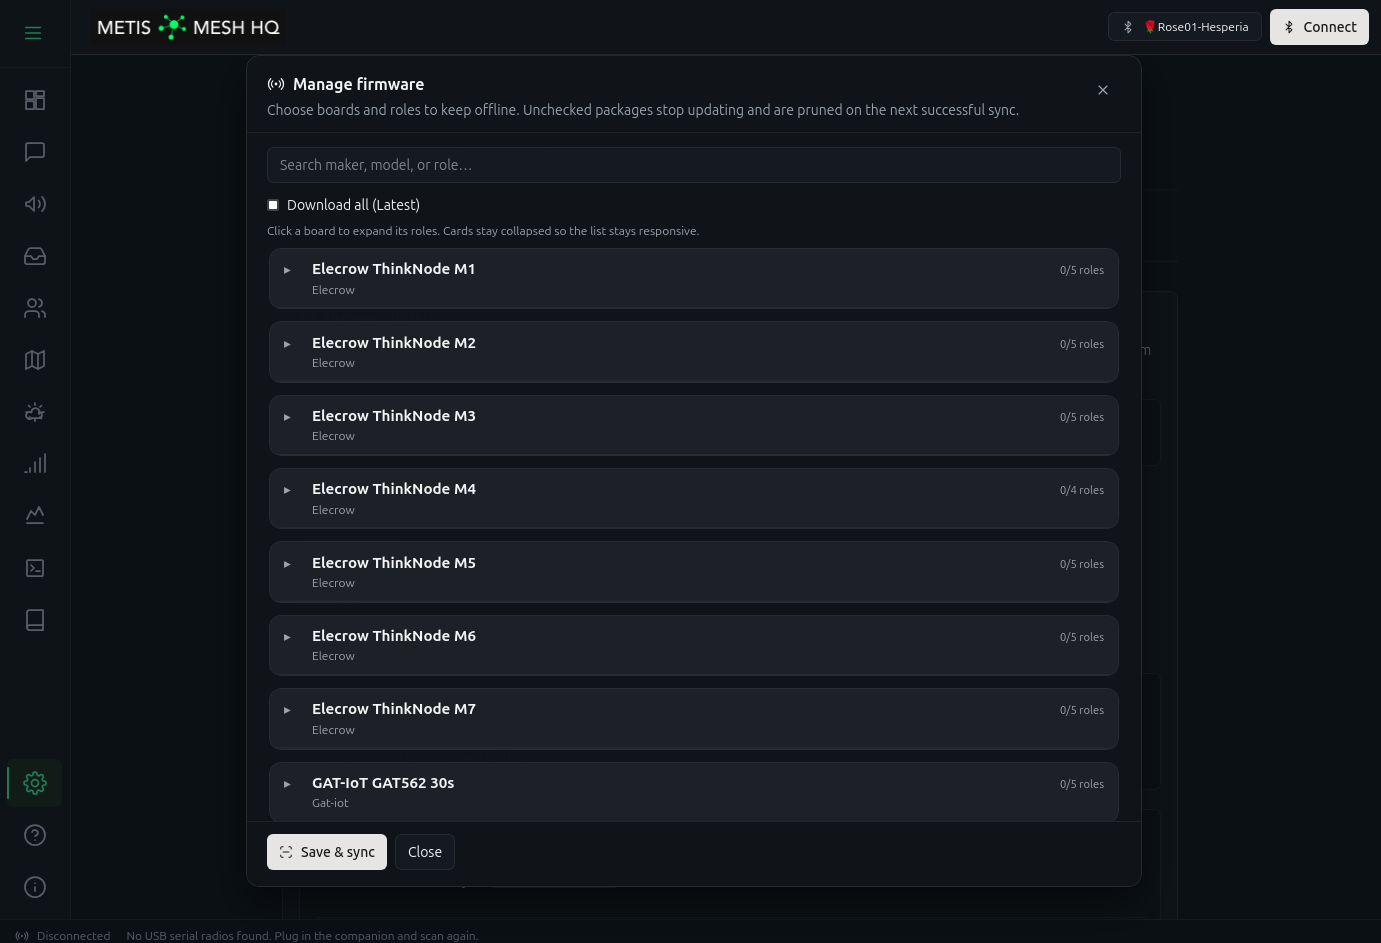 METIS MESH HQ
Rose01-Hesperia
Connect
Manage firmware
Choose boards and roles to keep offline. Unchecked packages stop updating and are pruned on the next successful sync.
Search maker, model, or role…
Download all (Latest)
Click a board to expand its roles. Cards stay collapsed so the list stays responsive.
Elecrow ThinkNode M1
0/5 roles
Elecrow
Elecrow ThinkNode M2
0/5 roles
Elecrow
Elecrow ThinkNode M3
0/5 roles
Elecrow
Elecrow ThinkNode M4
0/4 roles
Elecrow
Elecrow ThinkNode M5
0/5 roles
Elecrow
Elecrow ThinkNode M6
0/5 roles
Elecrow
Elecrow ThinkNode M7
0/5 roles
Elecrow
GAT-IoT GAT562 30s
0/5 roles
Gat-iot
Save & sync
Close
Disconnected
No USB serial radios found. Plug in the companion and scan again.